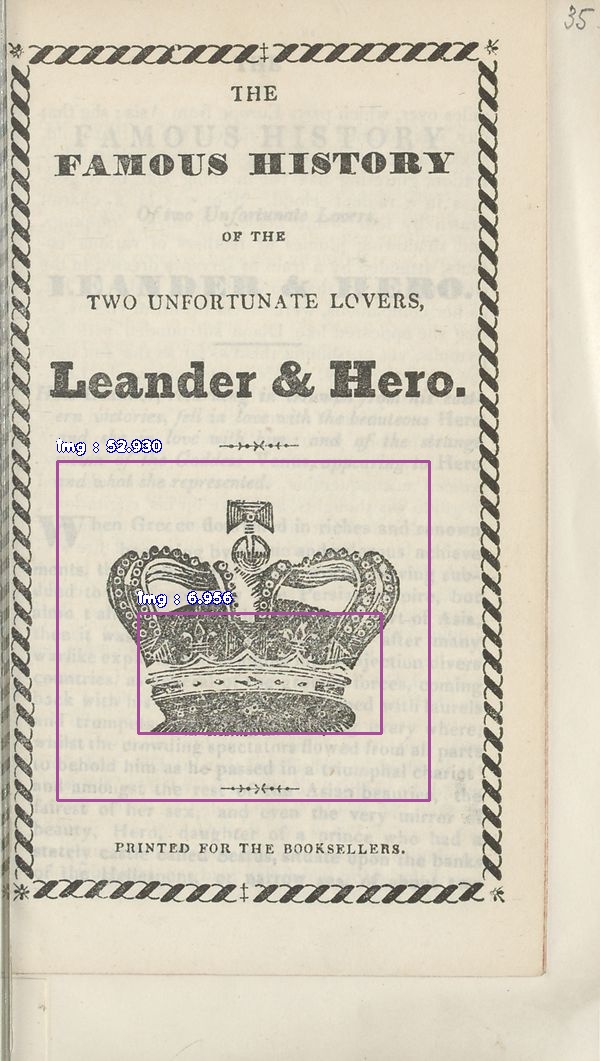 35
THE
FAMOUS HISTORY
OF THE
TWO UNFORTUNATE LOVERS,
Leander & Hero.
img : 52.930
img : 6.956
PRINTED FOR THE BOOKSELLERS.